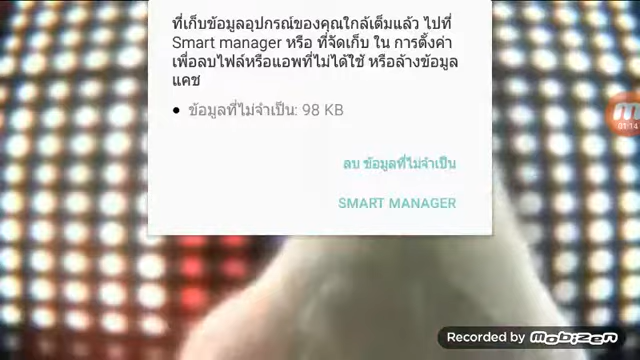 ที่เก็บข้อมูลอุปกรณ์ของคุณใกล้เต็มแล้ว ไปที่
Smart manager หรือ ที่จัดเก็บ ใน การตั้งค่า
เพื่อลบไฟล์หรือแอพที่ไม่ได้ใช้ หรือล้างข้อมูล
แคช
• ข้อมูลที่ไม่จำเป็น: 98 KB
ลบ ข้อมูลที่ไม่จำเป็น
SMART MANAGER
01:14
Recorded by Mobizen